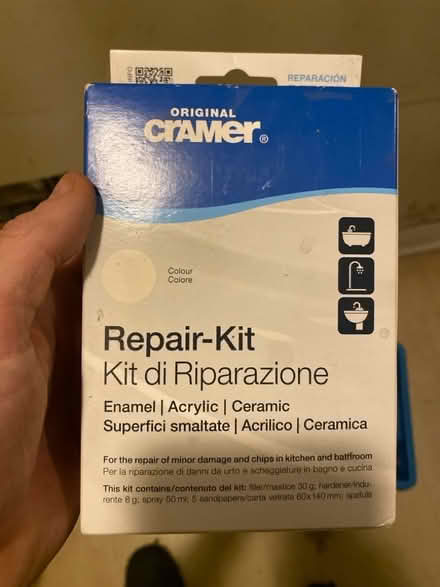 REPARACIÓN
ORIGINAL
CRAMER®
Colour
Colore
Repair-Kit
Kit di Riparazione
Enamel | Acrylic | Ceramic
Superfici smaltate | Acrilico | Ceramica
For the repair of minor damage and chips in kitchen and bathroom
Per la riparazione di danni da urto e scheggiature in bagno e cucina
This kit contains/contenuto del kit: filler/mastice 30 g; hardener/indu-
rente 8 g; spray 50 ml; 5 sandpapers/carta vetrata 60x140 mm; spatula